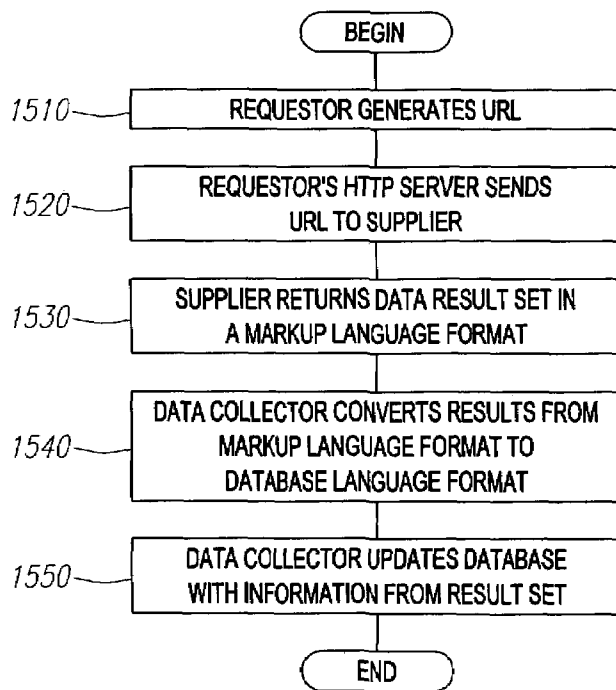 BEGIN
1510
REQUESTOR GENERATES URL
1520
REQUESTOR'S HTTP SERVER SENDS
URL TO SUPPLIER
1530
SUPPLIER RETURNS DATA RESULT SET IN
A MARKUP LANGUAGE FORMAT
1540
DATA COLLECTOR CONVERTS RESULTS FROM
MARKUP LANGUAGE FORMAT TO
DATABASE LANGUAGE FORMAT
1550
DATA COLLECTOR UPDATES DATABASE
WITH INFORMATION FROM RESULT SET
END